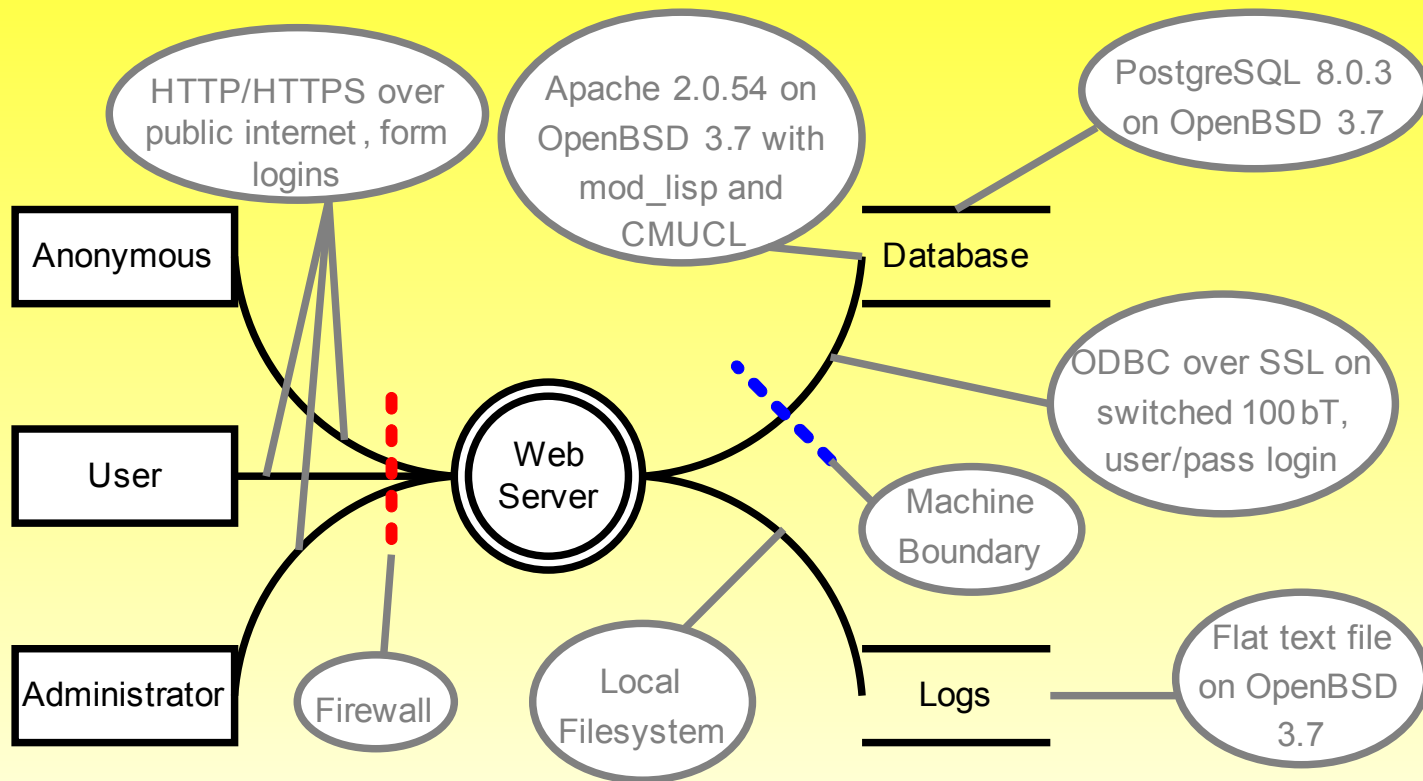 HTTP/HTTPS over
public internet, form
logins
Apache 2.0.54 on
OpenBSD 3.7 with
mod_lisp and
CMUCL
PostgreSQL 8.0.3
on OpenBSD 3.7
Anonymous
Database
ODBC over SSL on
switched 100bT,
user/pass login
User
Web
Server
Machine
Boundary
Administrator
Firewall
Local
Filesystem
Logs
Flat text file
on OpenBSD
3.7